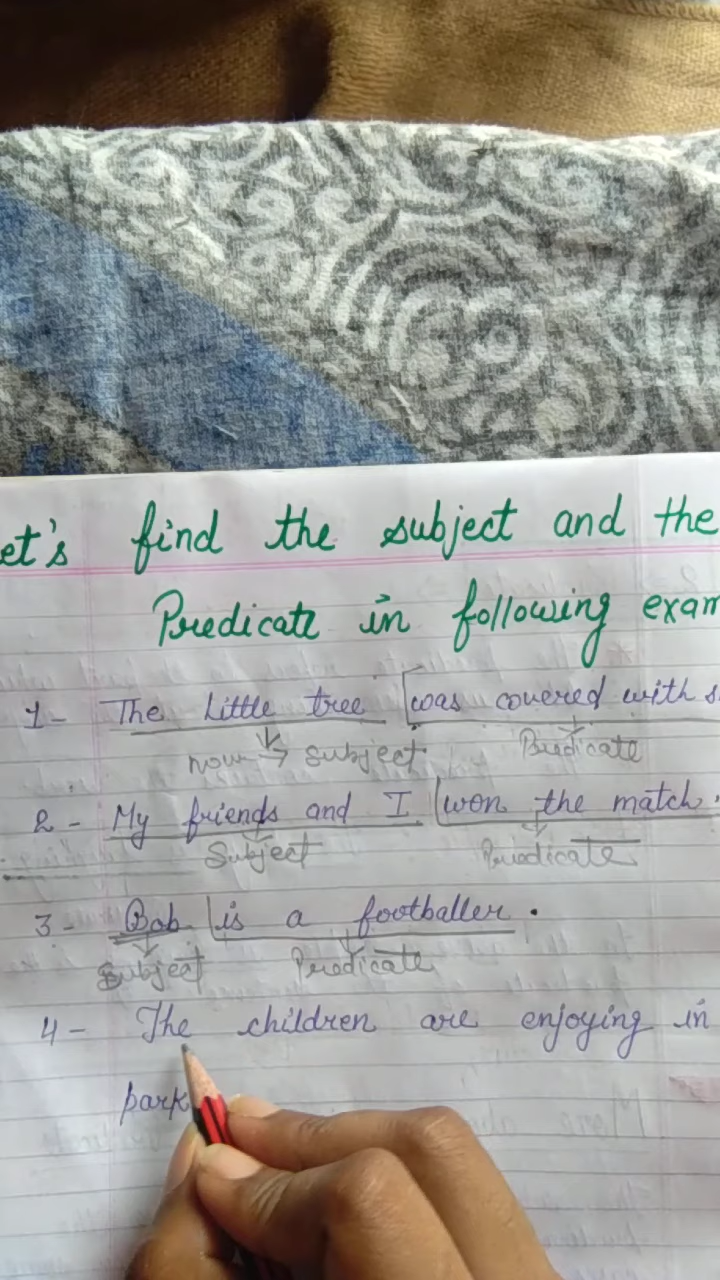 et's find the subject and the
Predicate in following exam
1- The little tree was covered with s
noun → subject Predicate
2- My friends and I won the match.
Subject Predicate
3- Bob is a footballer.
Subject Predicate
4- The children are enjoying in
park